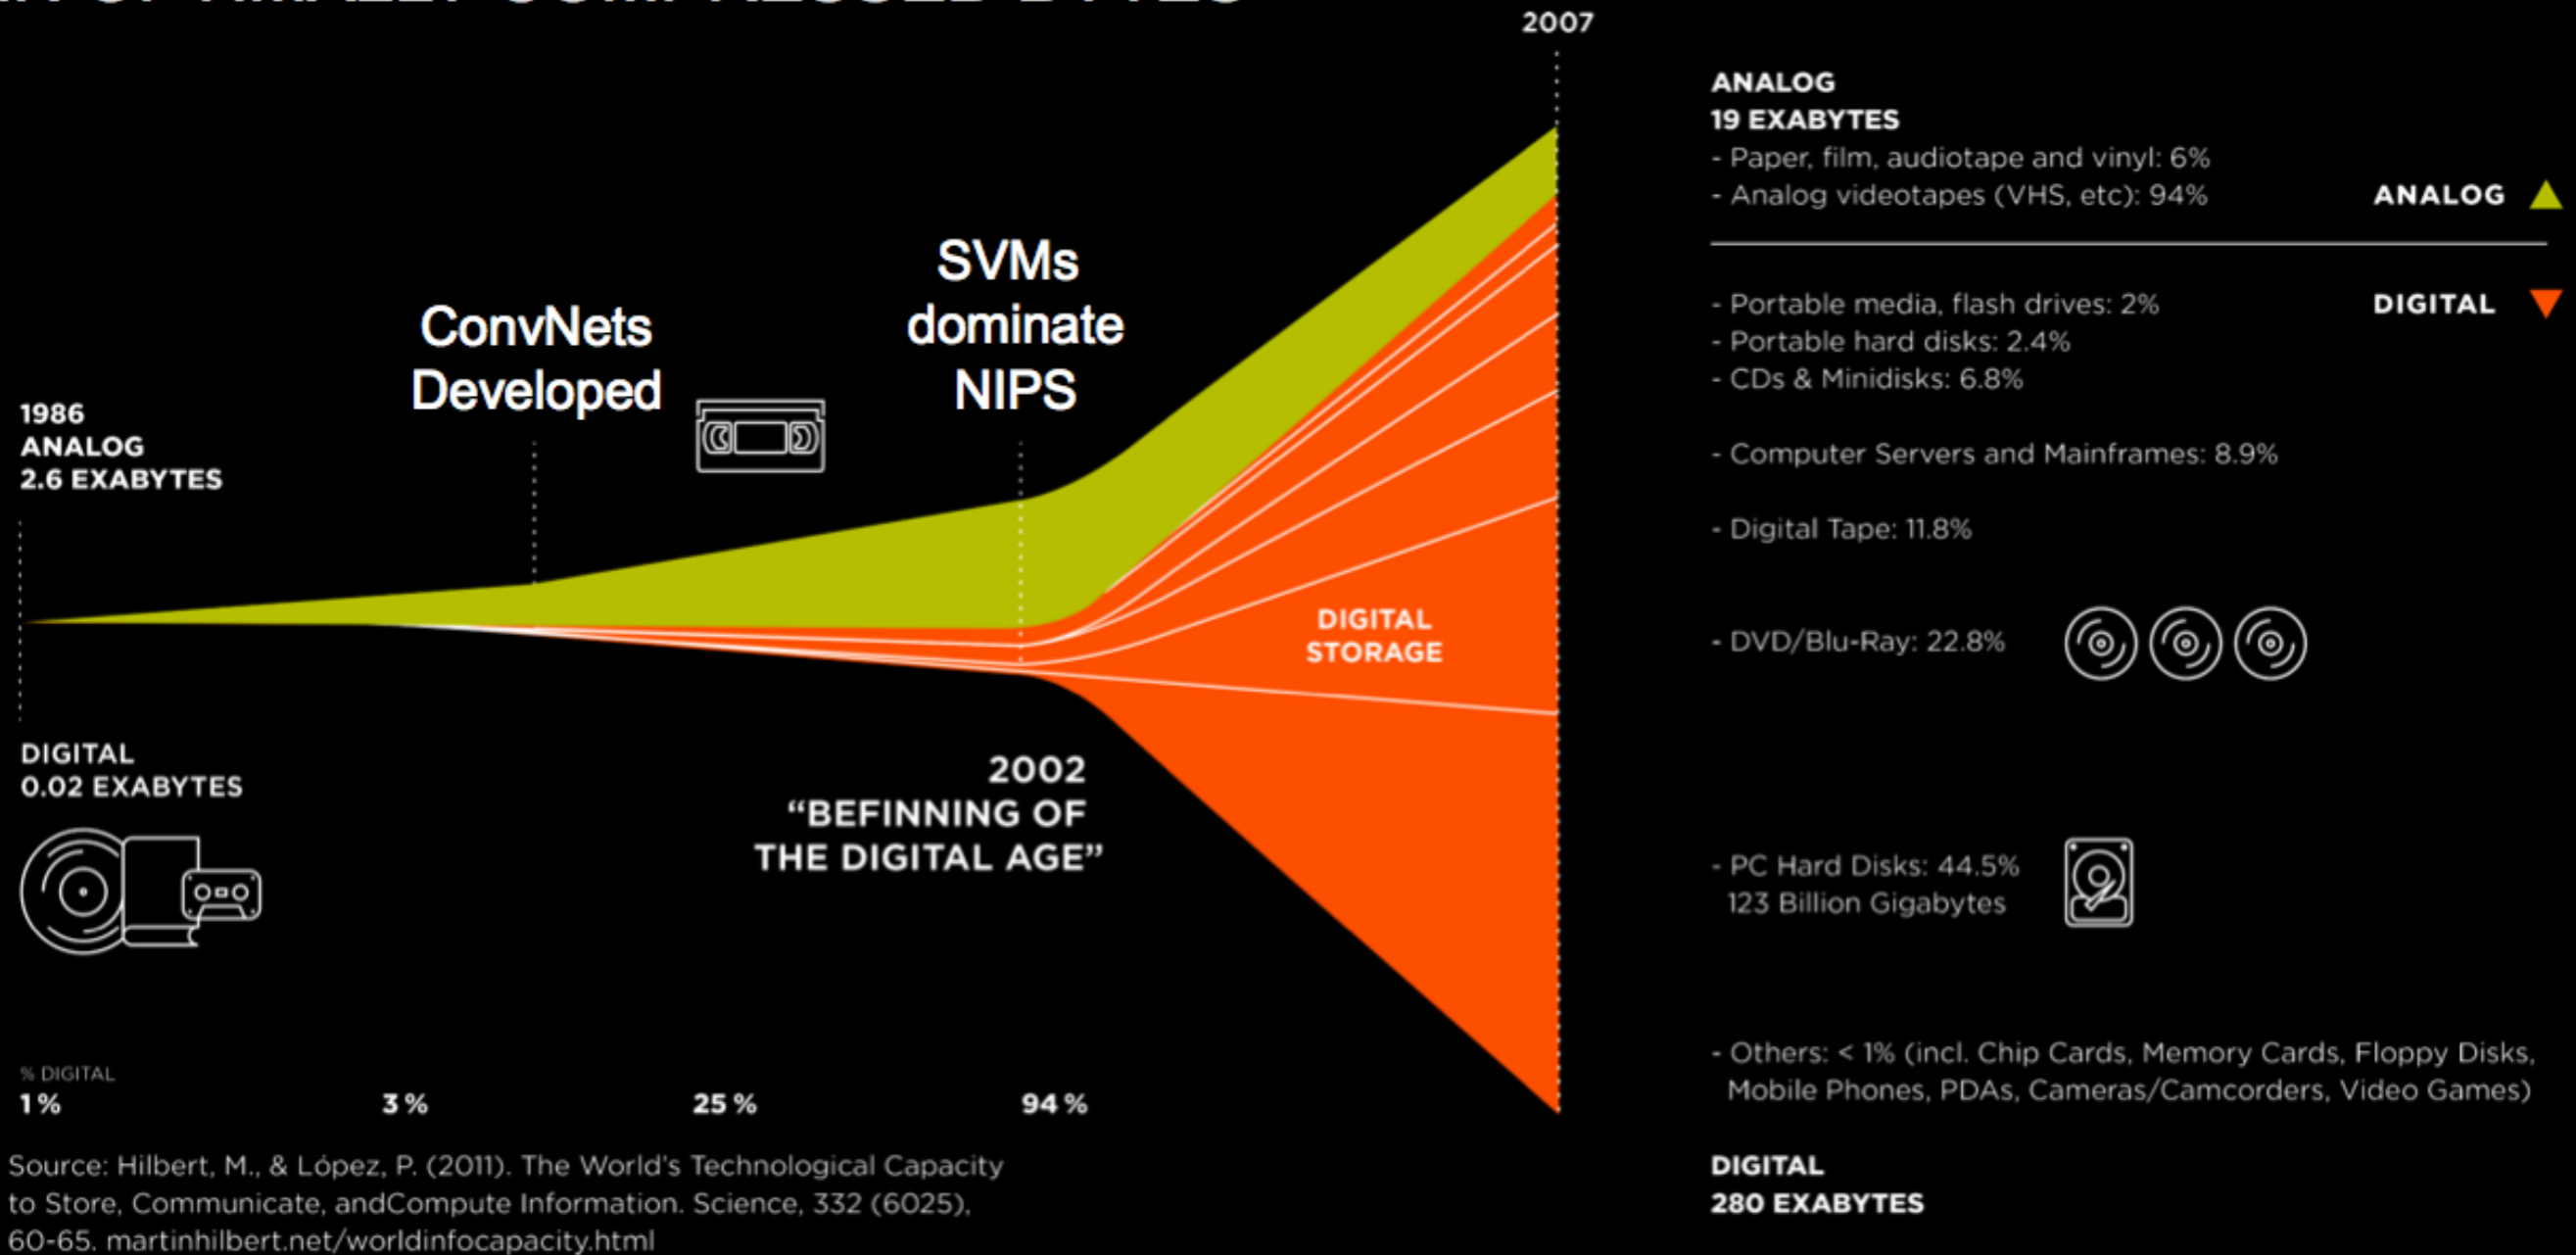 COMPRESSED BYTES
2007
ANALOG
19 EXABYTES
- Paper, film, audiotape and vinyl: 6%
- Analog videotapes (VHS, etc): 94%
ANALOG
- Portable media, flash drives: 2%
DIGITAL
- Portable hard disks: 2.4%
- CDs & Minidisks: 6.8%
- Computer Servers and Mainframes: 8.9%
- Digital Tape: 11.8%
- DVD/Blu-Ray: 22.8%
- PC Hard Disks: 44.5%
123 Billion Gigabytes
- Others: < 1% (incl. Chip Cards, Memory Cards, Floppy Disks,
Mobile Phones, PDAs, Cameras/Camcorders, Video Games)
DIGITAL
280 EXABYTES
ConvNets
Developed
SVMs
dominate
NIPS
1986
ANALOG
2.6 EXABYTES
DIGITAL
STORAGE
DIGITAL
0.02 EXABYTES
2002
“BEFINNING OF
THE DIGITAL AGE”
% DIGITAL
1 % 3 % 25 % 94 %
Source: Hilbert, M., & López, P. (2011). The World's Technological Capacity
to Store, Communicate, andCompute Information. Science, 332 (6025),
60-65. martinhilbert.net/worldinfocapacity.html